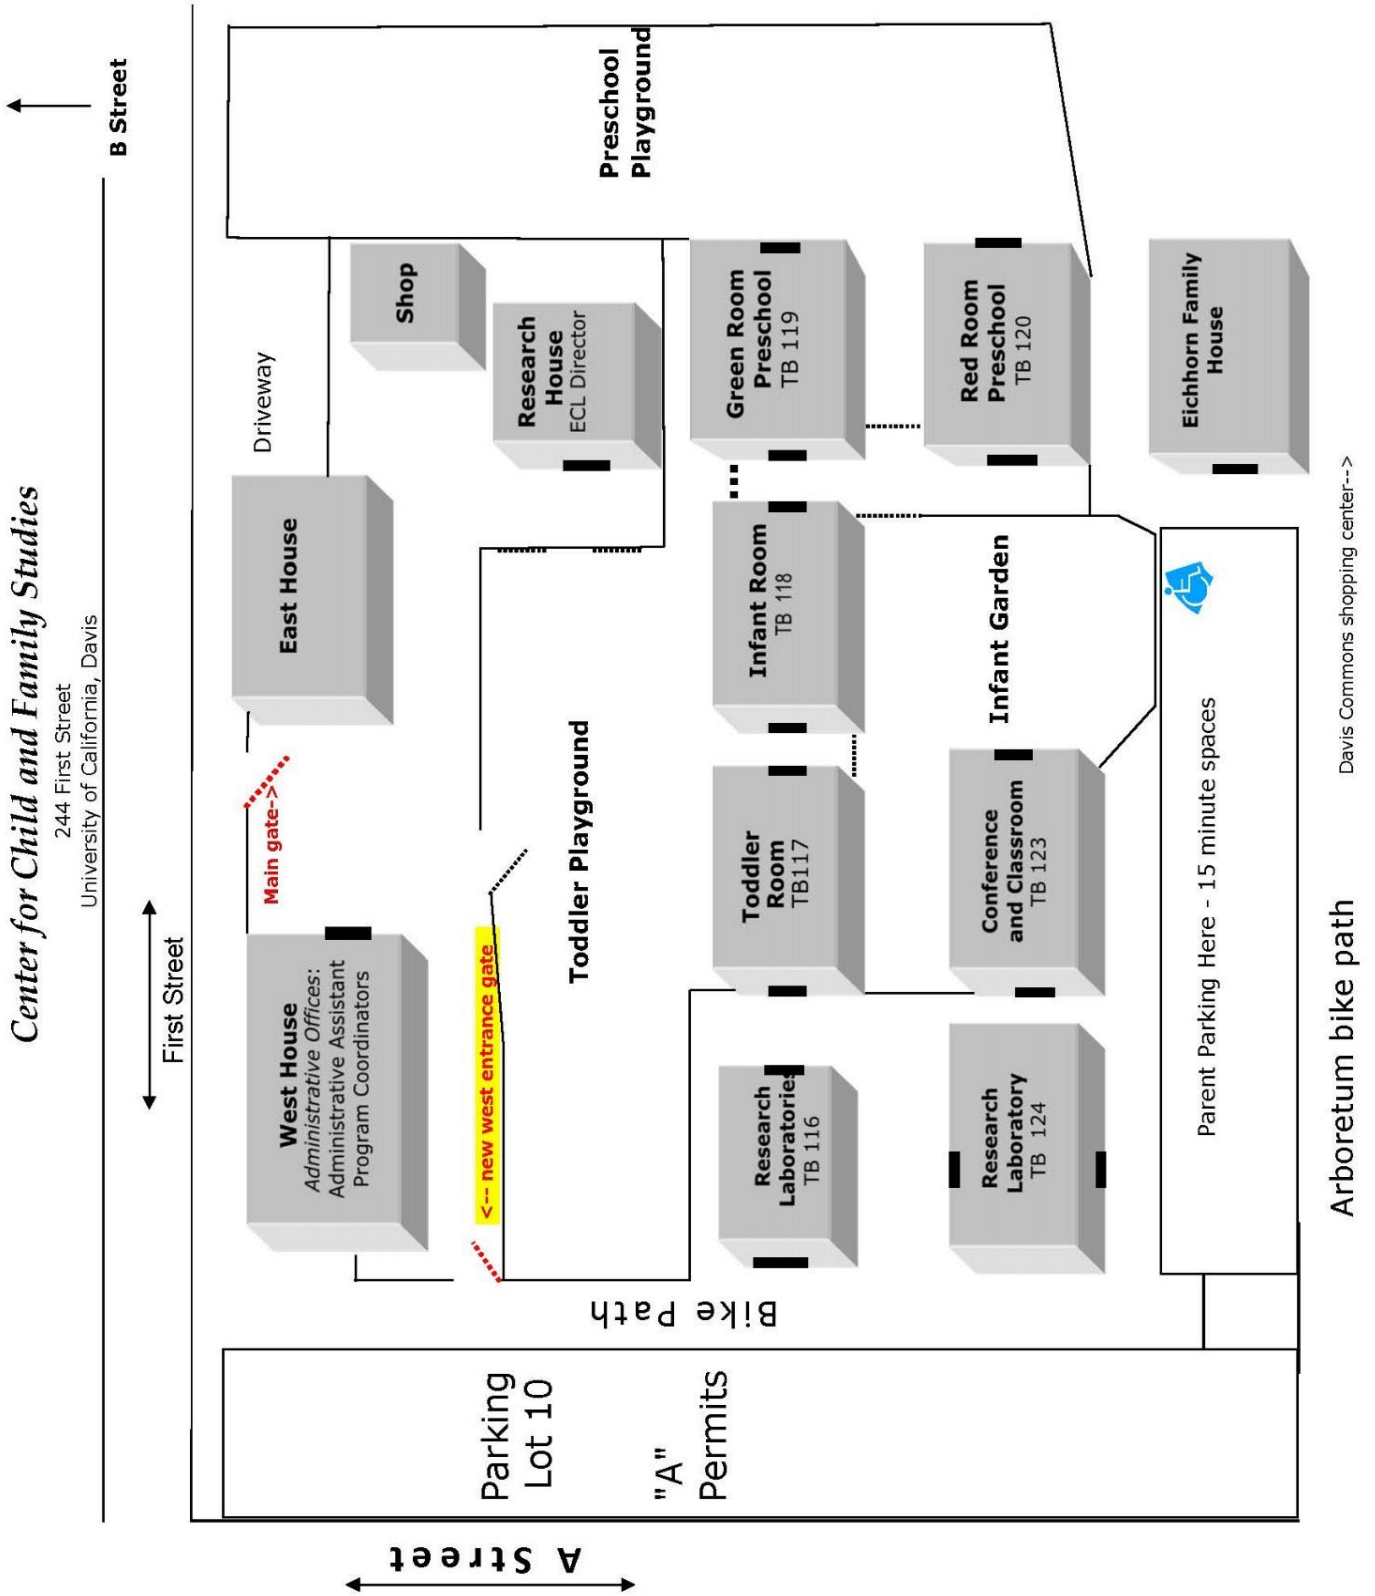 Center for Child and Family Studies
244 First Street
University of California, Davis
B Street
First Street
West House
Administrative Offices:
Administrative Assistant
Program Coordinators
Main gate->
East House
Driveway
Shop
Research
House
ECL Director
Preschool
Playground
<-- new west entrance gate
Toddler Playground
Research
Laboratories
TB 116
Toddler
Room
TB117
Infant Room
TB 118
Green Room
Preschool
TB 119
Research
Laboratory
TB 124
Conference
and Classroom
TB 123
Infant Garden
Red Room
Preschool
TB 120
Eichhorn Family
House
Parent Parking Here - 15 minute spaces
Arboretum bike path
Davis Commons shopping center-->
Bike Path
Parking
Lot 10
"A"
Permits
A Street